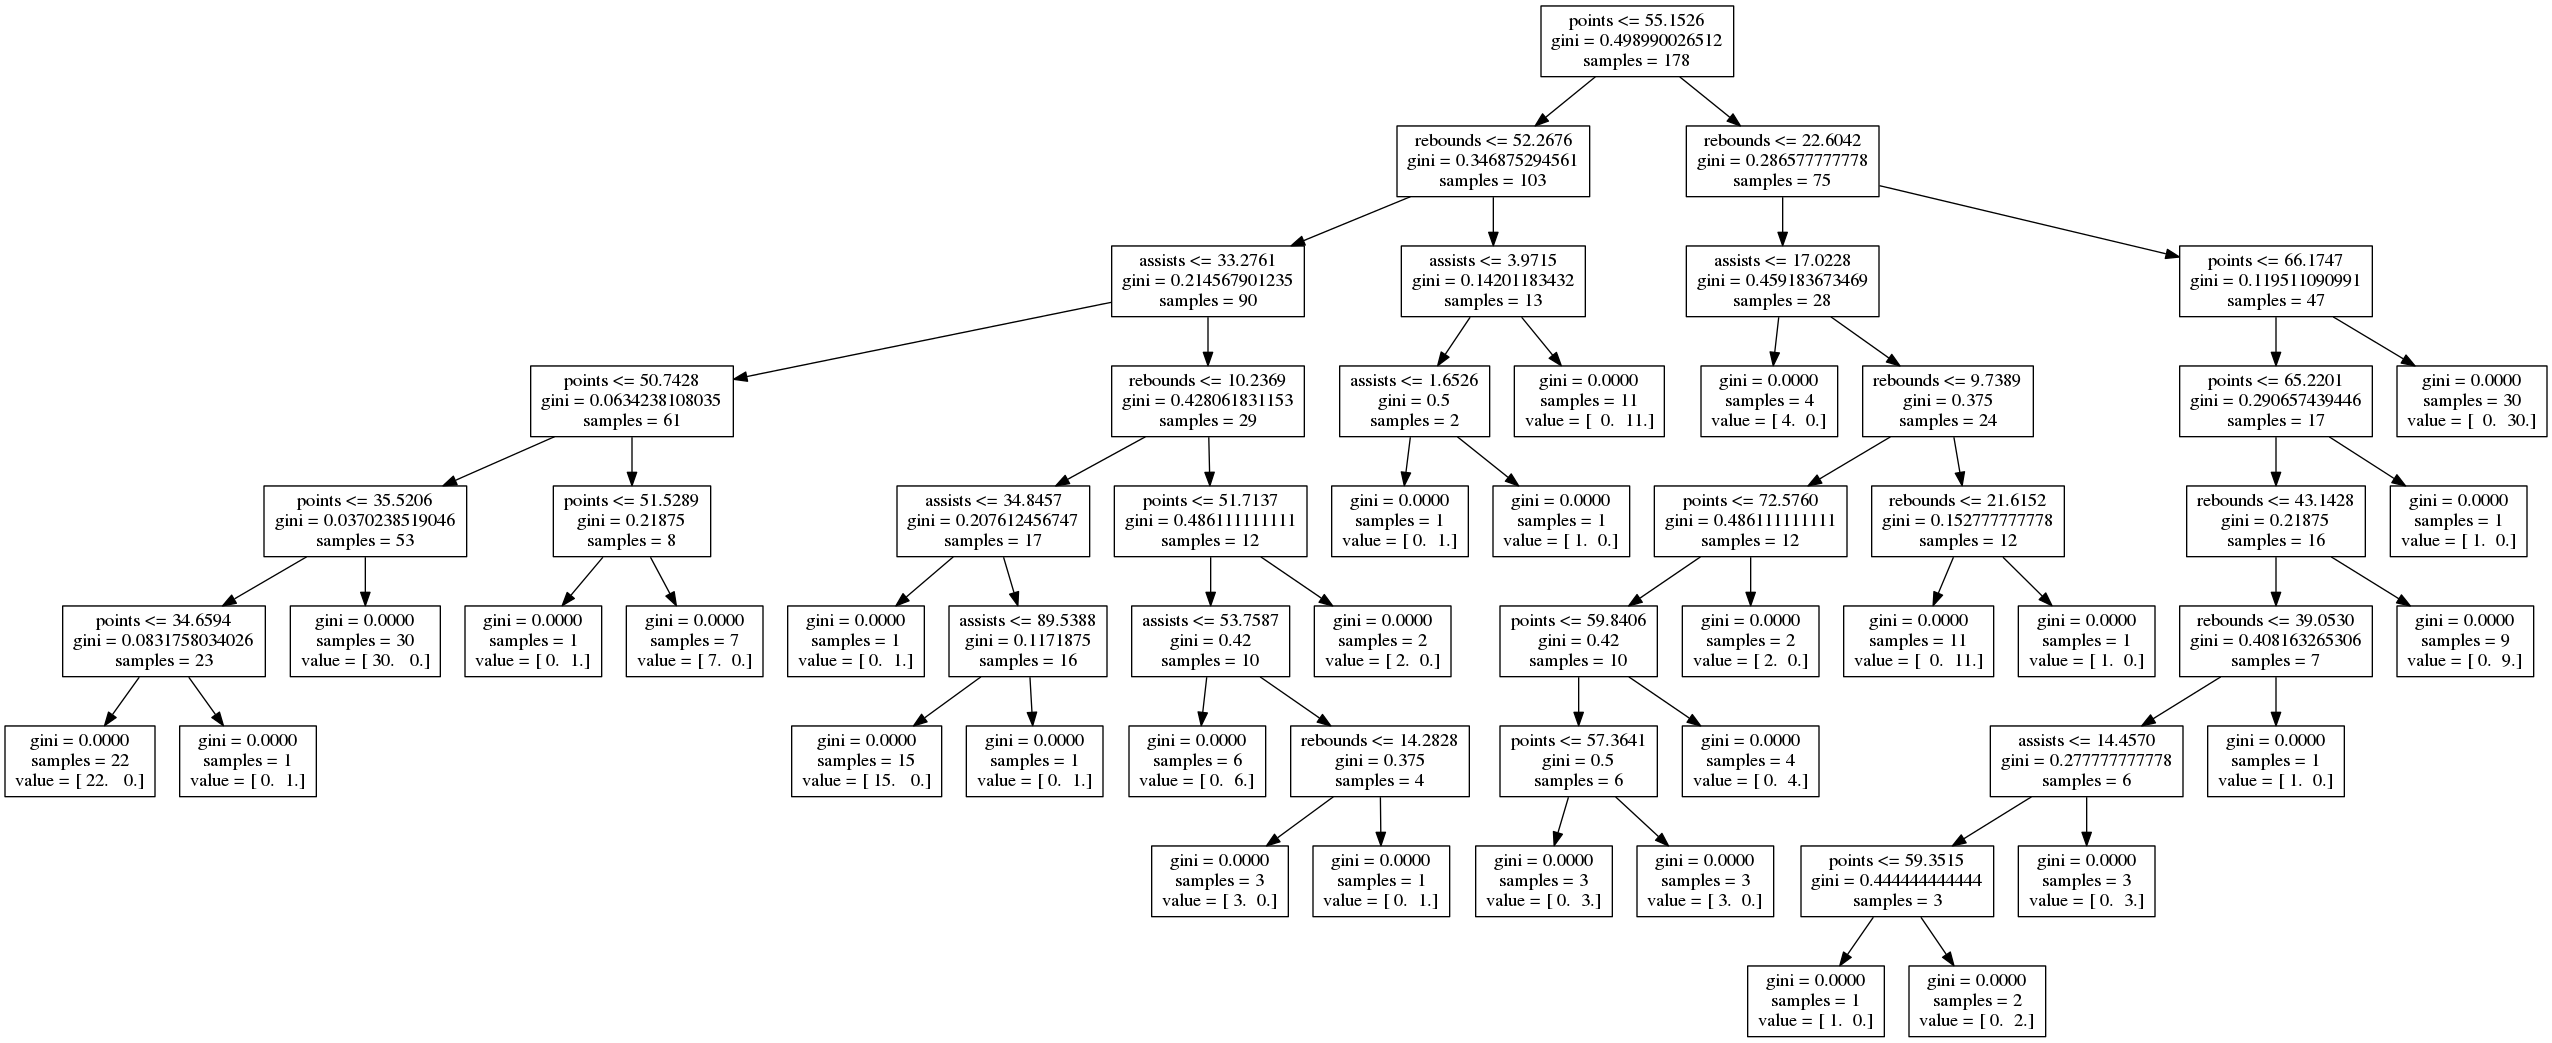 points <= 55.1526
gini = 0.498990026512
samples = 178
rebounds <= 52.2676
gini = 0.346875294561
samples = 103
rebounds <= 22.6042
gini = 0.286577777778
samples = 75
assists <= 33.2761
gini = 0.214567901235
samples = 90
assists <= 3.9715
gini = 0.14201183432
samples = 13
assists <= 17.0228
gini = 0.459183673469
samples = 28
points <= 66.1747
gini = 0.119511090991
samples = 47
points <= 50.7428
gini = 0.0634238108035
samples = 61
rebounds <= 10.2369
gini = 0.428061831153
samples = 29
assists <= 1.6526
gini = 0.5
samples = 2
gini = 0.0000
samples = 11
value = [  0.  11.]
gini = 0.0000
samples = 4
value = [ 4.  0.]
rebounds <= 9.7389
gini = 0.375
samples = 24
points <= 65.2201
gini = 0.290657439446
samples = 17
gini = 0.0000
samples = 30
value = [  0.  30.]
points <= 35.5206
gini = 0.0370238519046
samples = 53
points <= 51.5289
gini = 0.21875
samples = 8
assists <= 34.8457
gini = 0.207612456747
samples = 17
points <= 51.7137
gini = 0.486111111111
samples = 12
gini = 0.0000
samples = 1
value = [ 0.  1.]
gini = 0.0000
samples = 1
value = [ 1.  0.]
points <= 72.5760
gini = 0.486111111111
samples = 12
rebounds <= 21.6152
gini = 0.152777777778
samples = 12
rebounds <= 43.1428
gini = 0.21875
samples = 16
gini = 0.0000
samples = 1
value = [ 1.  0.]
points <= 34.6594
gini = 0.0831758034026
samples = 23
gini = 0.0000
samples = 30
value = [ 30.   0.]
gini = 0.0000
samples = 1
value = [ 0.  1.]
gini = 0.0000
samples = 7
value = [ 7.  0.]
gini = 0.0000
samples = 1
value = [ 0.  1.]
assists <= 89.5388
gini = 0.1171875
samples = 16
assists <= 53.7587
gini = 0.42
samples = 10
gini = 0.0000
samples = 2
value = [ 2.  0.]
points <= 59.8406
gini = 0.42
samples = 10
gini = 0.0000
samples = 2
value = [ 2.  0.]
gini = 0.0000
samples = 11
value = [  0.  11.]
gini = 0.0000
samples = 1
value = [ 1.  0.]
rebounds <= 39.0530
gini = 0.408163265306
samples = 7
gini = 0.0000
samples = 9
value = [ 0.  9.]
gini = 0.0000
samples = 22
value = [ 22.   0.]
gini = 0.0000
samples = 1
value = [ 0.  1.]
gini = 0.0000
samples = 15
value = [ 15.   0.]
gini = 0.0000
samples = 1
value = [ 0.  1.]
gini = 0.0000
samples = 6
value = [ 0.  6.]
rebounds <= 14.2828
gini = 0.375
samples = 4
points <= 57.3641
gini = 0.5
samples = 6
gini = 0.0000
samples = 4
value = [ 0.  4.]
assists <= 14.4570
gini = 0.277777777778
samples = 6
gini = 0.0000
samples = 1
value = [ 1.  0.]
gini = 0.0000
samples = 3
value = [ 3.  0.]
gini = 0.0000
samples = 1
value = [ 0.  1.]
gini = 0.0000
samples = 3
value = [ 0.  3.]
gini = 0.0000
samples = 3
value = [ 3.  0.]
points <= 59.3515
gini = 0.444444444444
samples = 3
gini = 0.0000
samples = 3
value = [ 0.  3.]
gini = 0.0000
samples = 1
value = [ 1.  0.]
gini = 0.0000
samples = 2
value = [ 0.  2.]